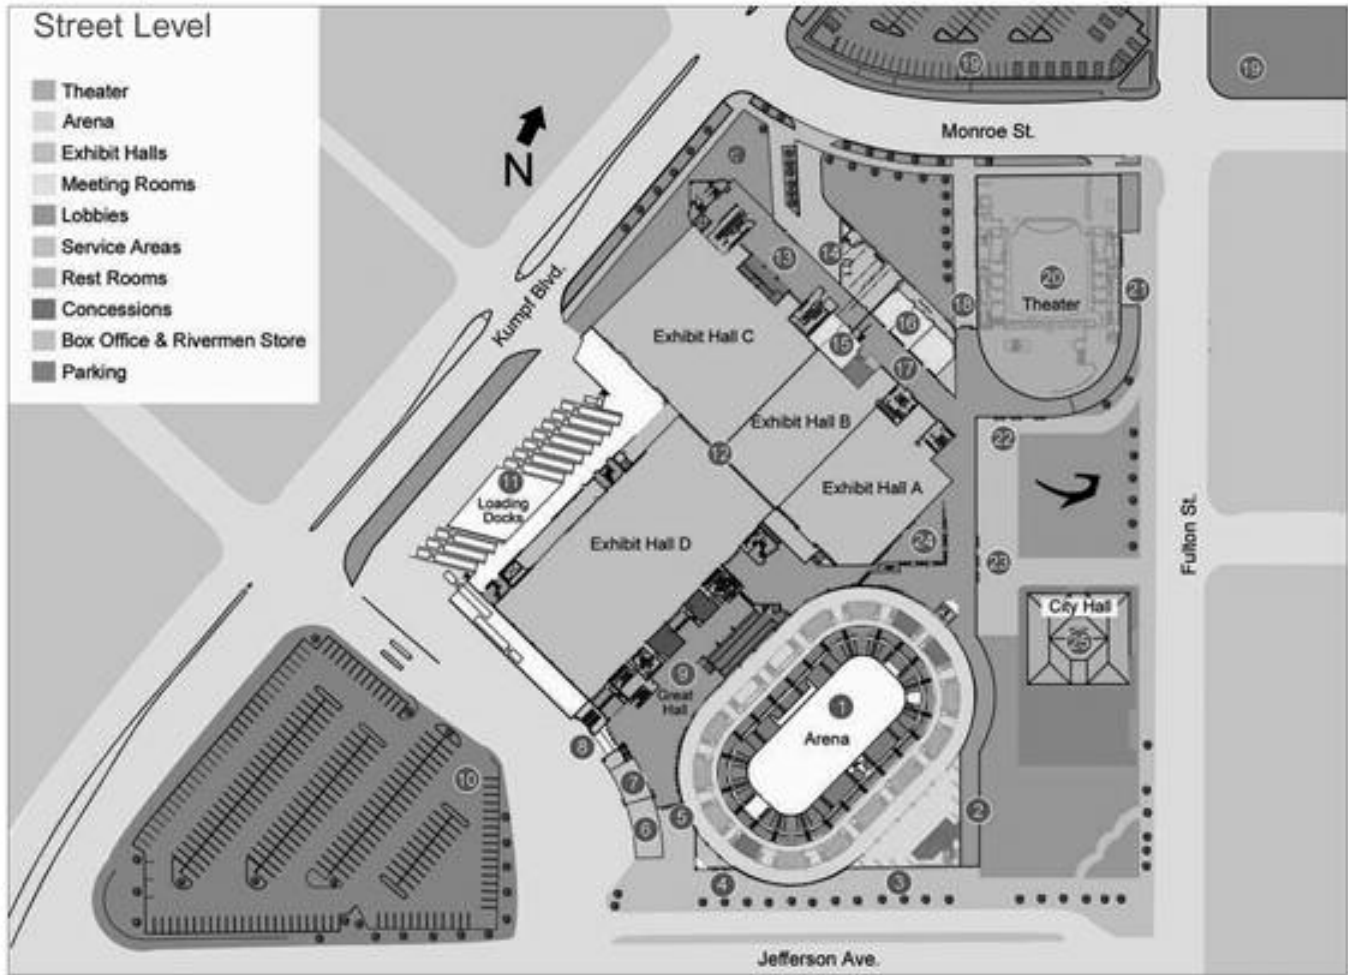 Street Level
Theater
Arena
Exhibit Halls
Meeting Rooms
Lobbies
Service Areas
Rest Rooms
Concessions
Box Office & Rivermen Store
Parking
N
Kumpf Blvd.
Monroe St.
Fulton St.
Jefferson Ave.
19
19
13
14
Exhibit Hall C
15
16
17
18
20
Theater
21
Exhibit Hall B
12
22
11
Loading
Docks
Exhibit Hall A
Exhibit Hall D
24
23
City Hall
25
9
Great
Hall
1
Arena
8
7
10
6
5
2
4
3